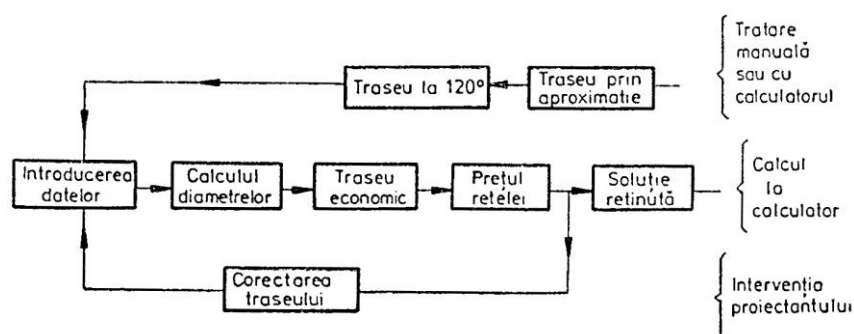 Traseu la 120°
Traseu prin
aproximatie
Tratare
manuală
sau cu
calculatorul
Introducerea
datelor
Calculul
diametrelor
Traseu
economic
Prețul
rețelei
Soluție
reținută
Calcul
la
calculator
Corectarea
traseului
Intervenția
proiectantului